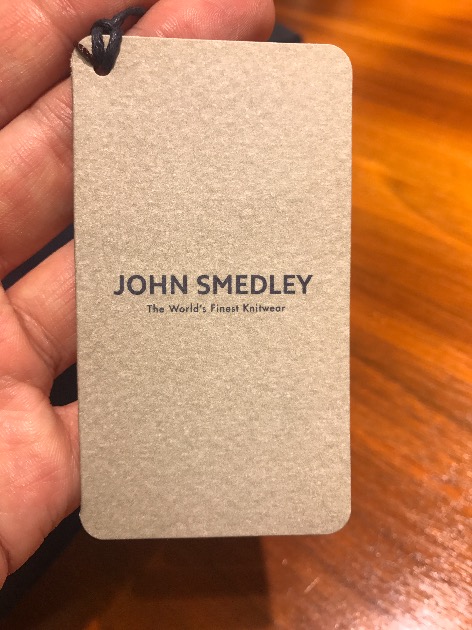 JOHN SMEDLEY
The World's Finest Knitwear